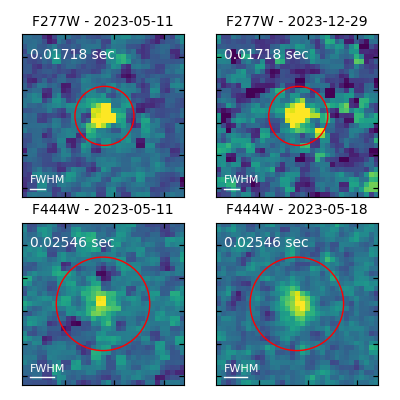 F277W - 2023-05-11
F277W - 2023-12-29
0.01718 sec
0.01718 sec
FWHM
FWHM
F444W - 2023-05-11
F444W - 2023-05-18
0.02546 sec
0.02546 sec
FWHM
FWHM